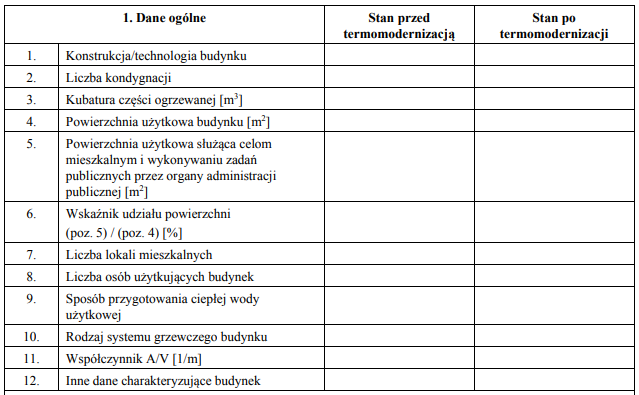 1. Dane ogólne
Stan przed
termomodernizacją
Stan po
termomodernizacji
1. Konstrukcja/technologia budynku
2. Liczba kondygnacji
3. Kubatura części ogrzewanej [m³]
4. Powierzchnia użytkowa budynku [m²]
5. Powierzchnia użytkowa służąca celom
mieszkalnym i wykonywaniu zadań
publicznych przez organy administracji
publicznej [m²]
6. Wskaźnik udziału powierzchni
(poz. 5) / (poz. 4) [%]
7. Liczba lokali mieszkalnych
8. Liczba osób użytkujących budynek
9. Sposób przygotowania ciepłej wody
użytkowej
10. Rodzaj systemu grzewczego budynku
11. Współczynnik A/V [1/m]
12. Inne dane charakteryzujące budynek